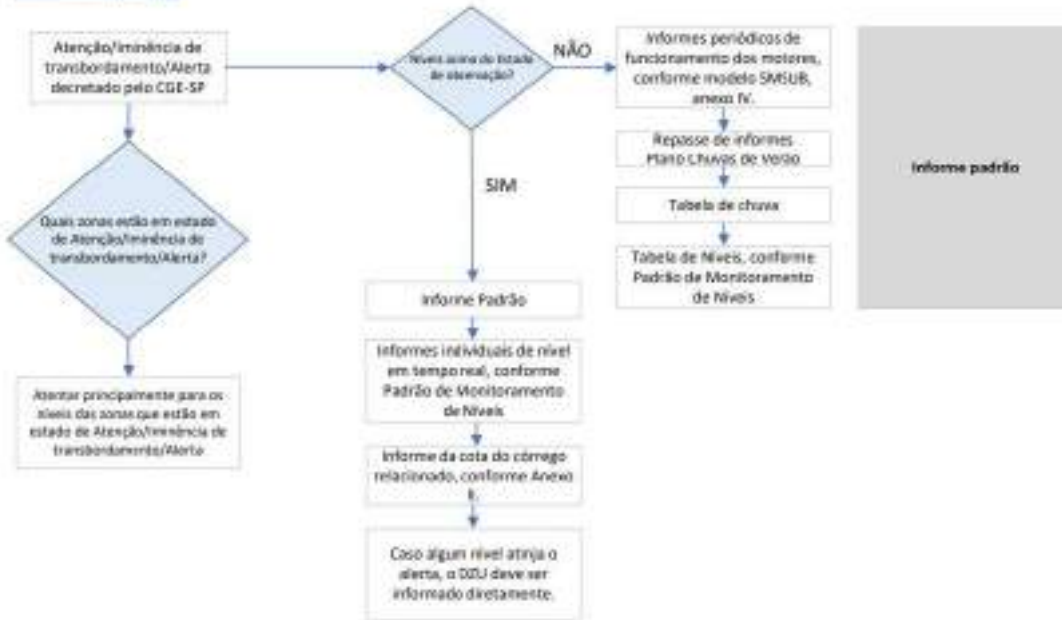 Atenção/Iminência de
transbordamento/Alerta
decretado pelo CGE-SP
Quais zonas estão em estado
de Atenção/Iminência de
transbordamento/Alerta?
Atentar principalmente para os
níveis das zonas que estão em
estado de Atenção/Iminência de
transbordamento/Alerta
Níveis acima do Estado
de observação?
NÃO
SIM
Informe Padrão
Informes individuais de nível
em tempo real, conforme
Padrão de Monitoramento
de Níveis
Informe da cota do córrego
relacionado, conforme Anexo
Caso algum nível atinja o
alerta, o DZU deve ser
informado diretamente.
Informes periódicos de
funcionamento dos motores,
conforme modelo SMSUB,
anexo IV.
Repasse de informes
Plano Chuvas de Verão
Tabela de chuva
Tabela de Níveis, conforme
Padrão de Monitoramento
de Níveis
Informe padrão